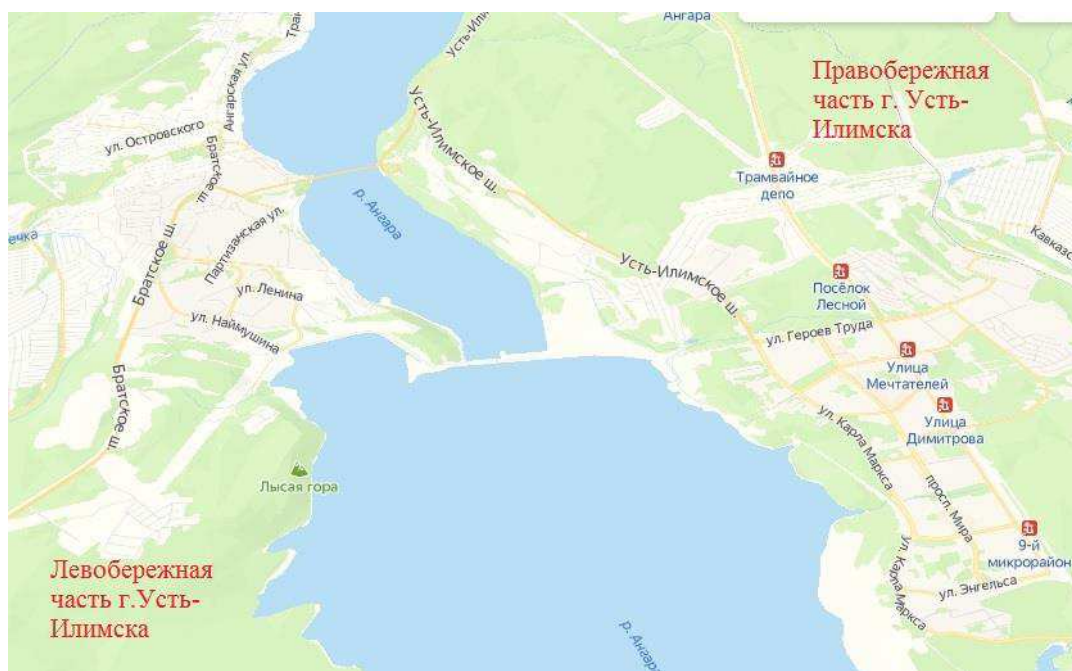 Ангара
Ангарская ул.
ул. Островского
Братское ш.
Усть-Илимское ш.
Правобережная
часть г. Усть-
Илимска
Трамвайное
депо
р. Ангара
Партизанская ул.
Братское ш.
ул. Ленина
ул. Наймушина
Усть-Илимское ш.
Посёлок
Лесной
ул. Героев Труда
Улица
Мечтателей
Братское ш.
ул. Карла Маркса
Улица
Димитрова
Лысая гора
просп. Мира
9-й
микрорайон
ул. Карла Маркса
ул. Энгельса
Левобережная
часть г.Усть-
Илимска
р. Ангара